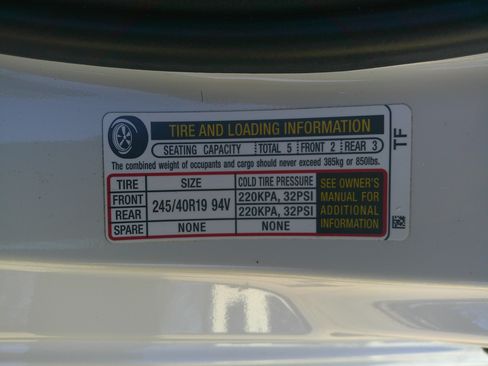 TIRE AND LOADING INFORMATION
SEATING CAPACITY TOTAL 5 FRONT 2 REAR 3
The combined weight of occupants and cargo should never exceed 385kg or 850lbs.
TIRE SIZE COLD TIRE PRESSURE
FRONT 245/40R19 94V 220KPA, 32PSI
REAR 220KPA, 32PSI
SPARE NONE NONE
SEE OWNER'S
MANUAL FOR
ADDITIONAL
INFORMATION
TF